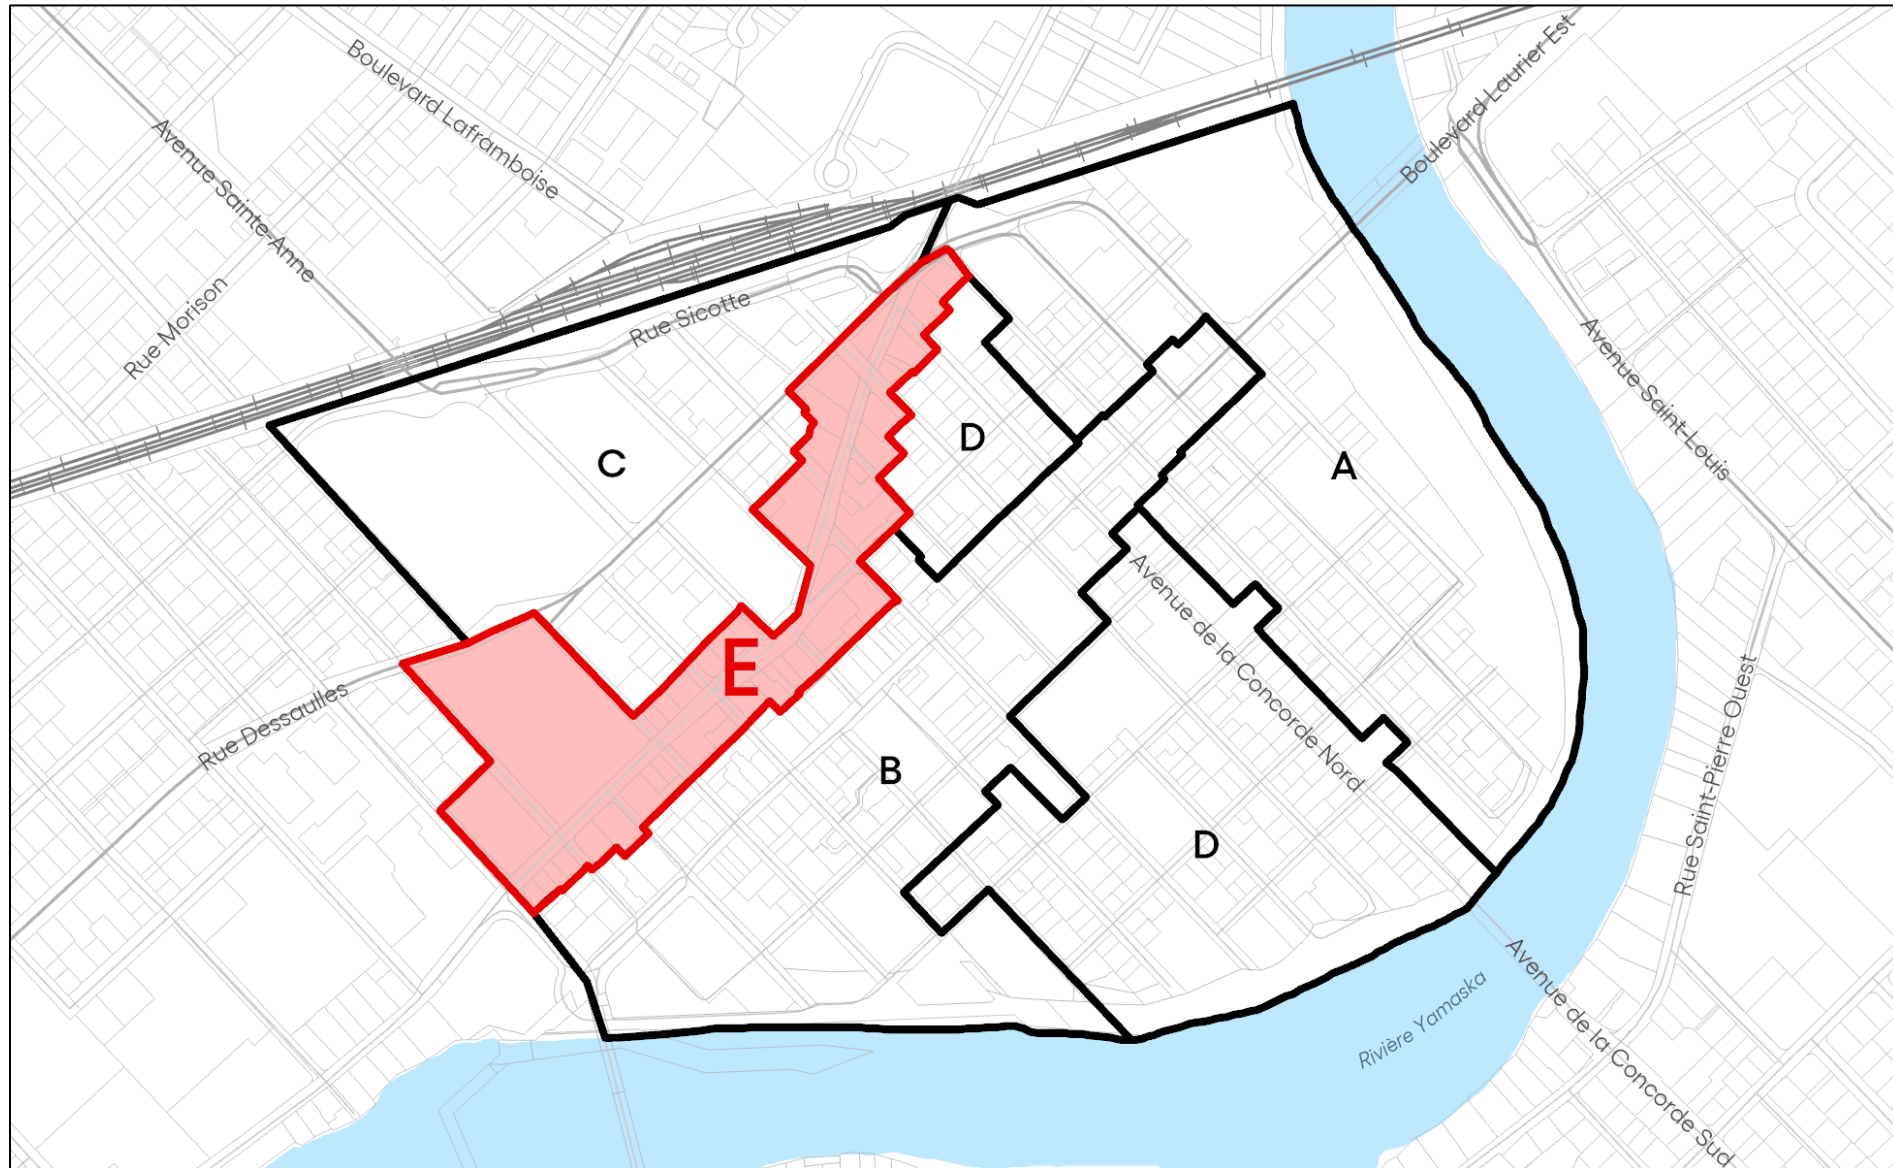 Boulevard Laframboise
Boulevard Laurier Est
Avenue Sainte-Anne
Rue Morison
Rue Sicotte
Avenue Saint-Louis
C
D
A
Avenue de la Concorde Nord
E
Rue Dessaulles
B
D
Rue Saint-Pierre Ouest
Rivière Yamaska
Avenue de la Concorde Sud